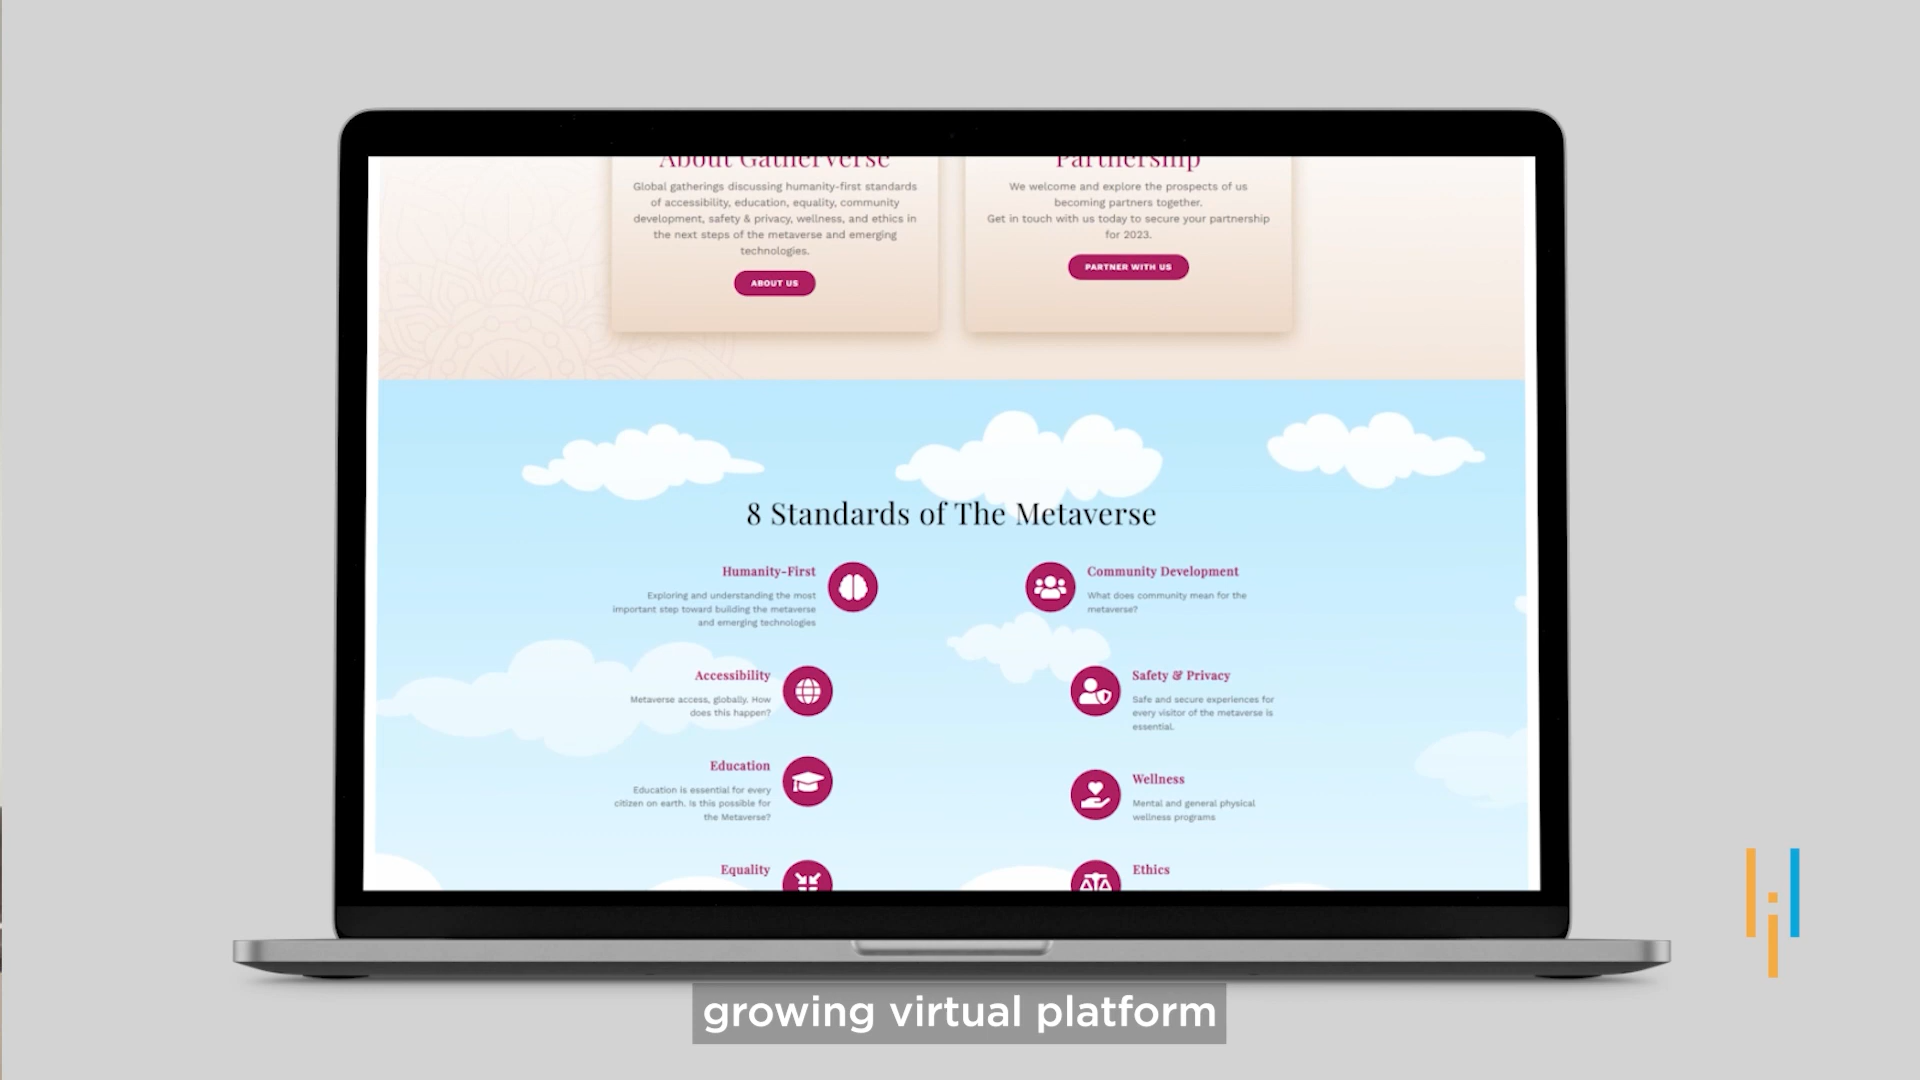 About Gatherverse
Global gatherings discussing humanity-first standards
of accessibility, education, equality, community
development, safety & privacy, wellness, and ethics in
the next steps of the metaverse and emerging
technologies.
ABOUT US
Partnership
We welcome and explore the prospects of us
becoming partners together.
Get in touch with us today to secure your partnership
for 2023.
PARTNER WITH US
8 Standards of The Metaverse
Humanity-First
Exploring and understanding the most
important step toward building the metaverse
and emerging technologies
Community Development
What does community mean for the
metaverse?
Accessibility
Metaverse access, globally. How
does this happen?
Safety & Privacy
Safe and secure experiences for
every visitor of the metaverse is
essential.
Education
Education is essential for every
citizen on earth. Is this possible for
the Metaverse?
Wellness
Mental and general physical
wellness programs
Equality
Ethics
growing virtual platform